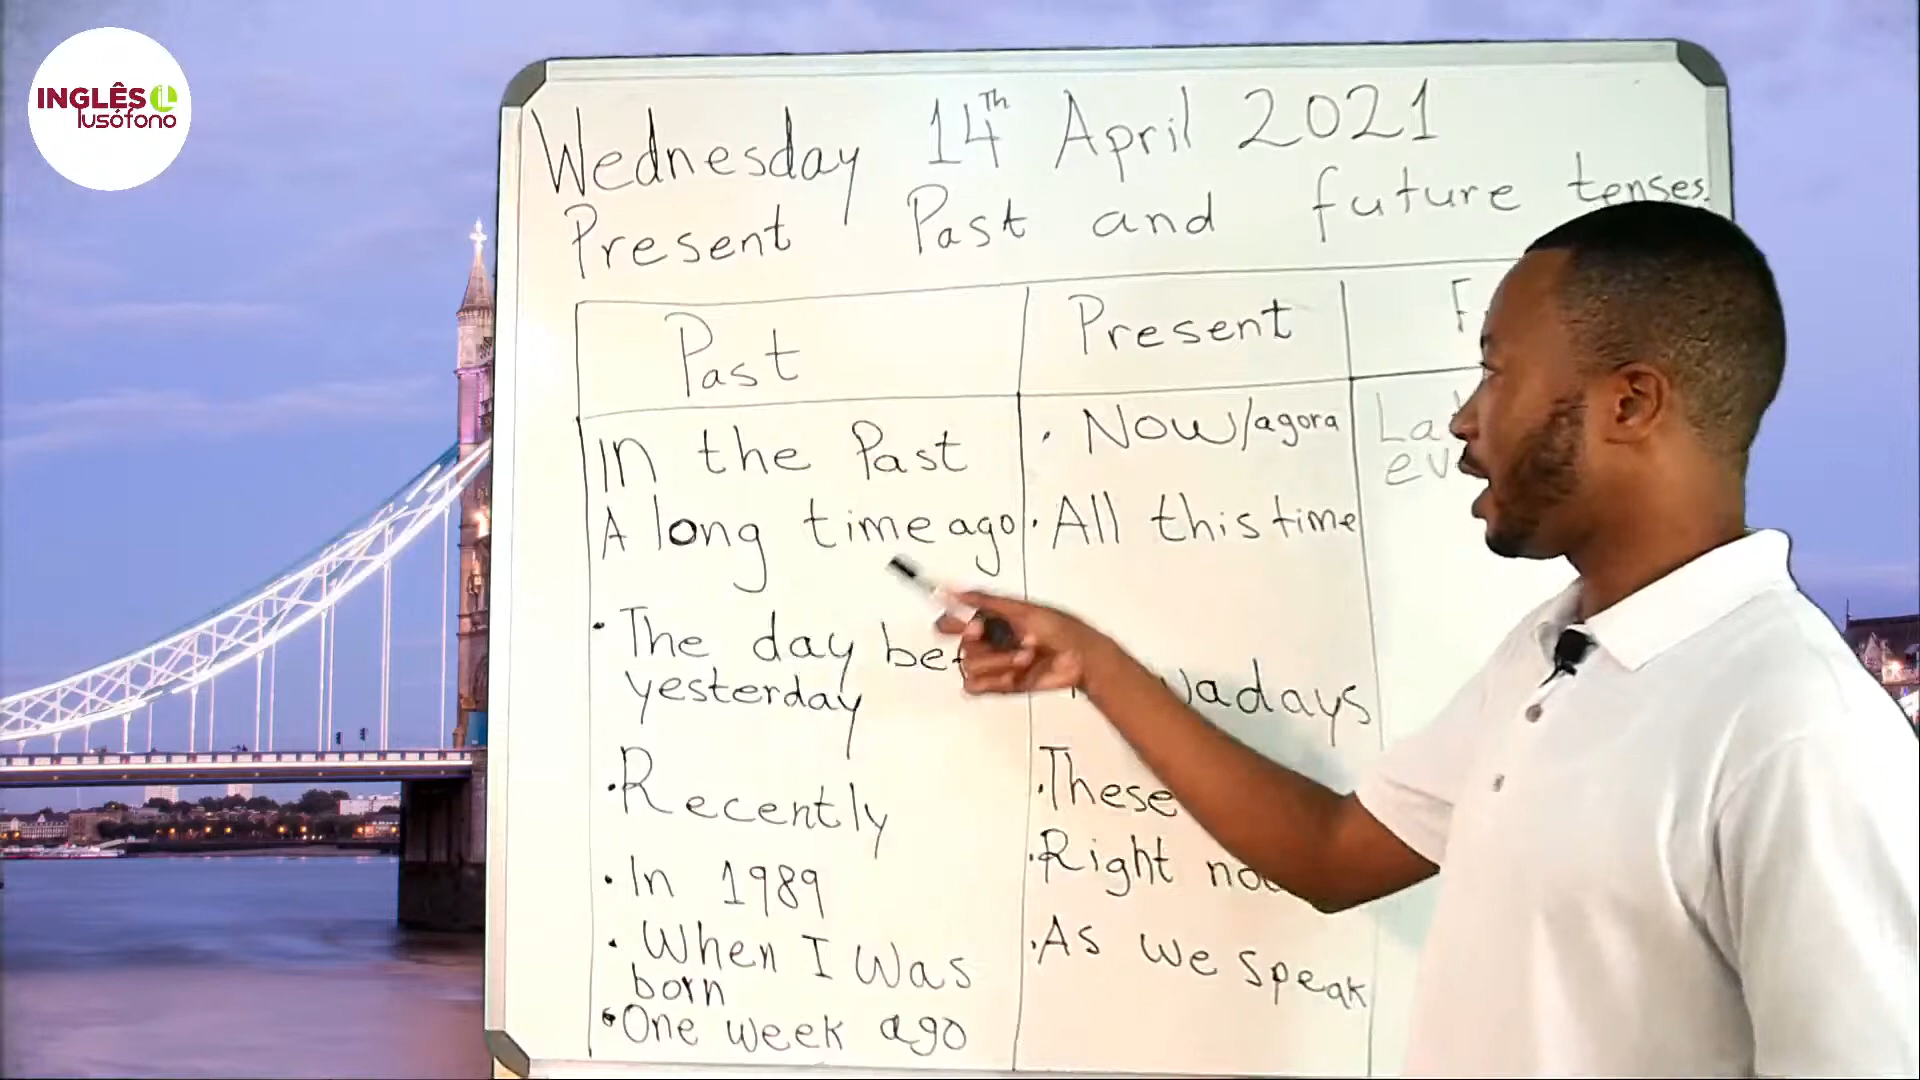 INGLÊS
lusófono
Wednesday 14Th April 2021
Present Past and future tenses.
Past
Present
In the Past
A long time ago
• The day
yesterday
• Recently
• In 1989
• When I Was
born
• One week ago
• Now/agora
• All this time
• These
• Right
• As we speak